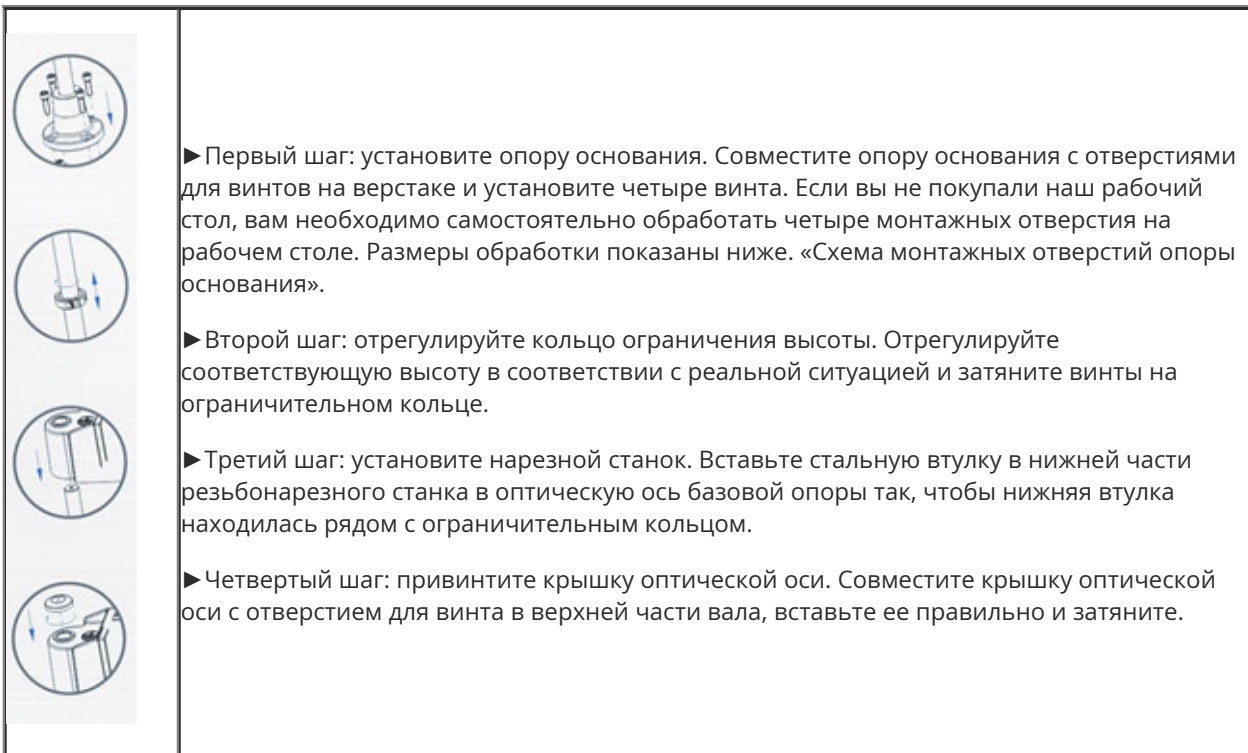 ►Первый шаг: установите опору основания. Совместите опору основания с отверстиями
для винтов на верстаке и установите четыре винта. Если вы не покупали наш рабочий
стол, вам необходимо самостоятельно обработать четыре монтажных отверстия на
рабочем столе. Размеры обработки показаны ниже. «Схема монтажных отверстий опоры
основания».
►Второй шаг: отрегулируйте кольцо ограничения высоты. Отрегулируйте
соответствующую высоту в соответствии с реальной ситуацией и затяните винты на
ограничительном кольце.
►Третий шаг: установите нарезной станок. Вставьте стальную втулку в нижней части
резьбонарезного станка в оптическую ось базовой опоры так, чтобы нижняя втулка
находилась рядом с ограничительным кольцом.
►Четвертый шаг: привинтите крышку оптической оси. Совместите крышку оптической
оси с отверстием для винта в верхней части вала, вставьте ее правильно и затяните.